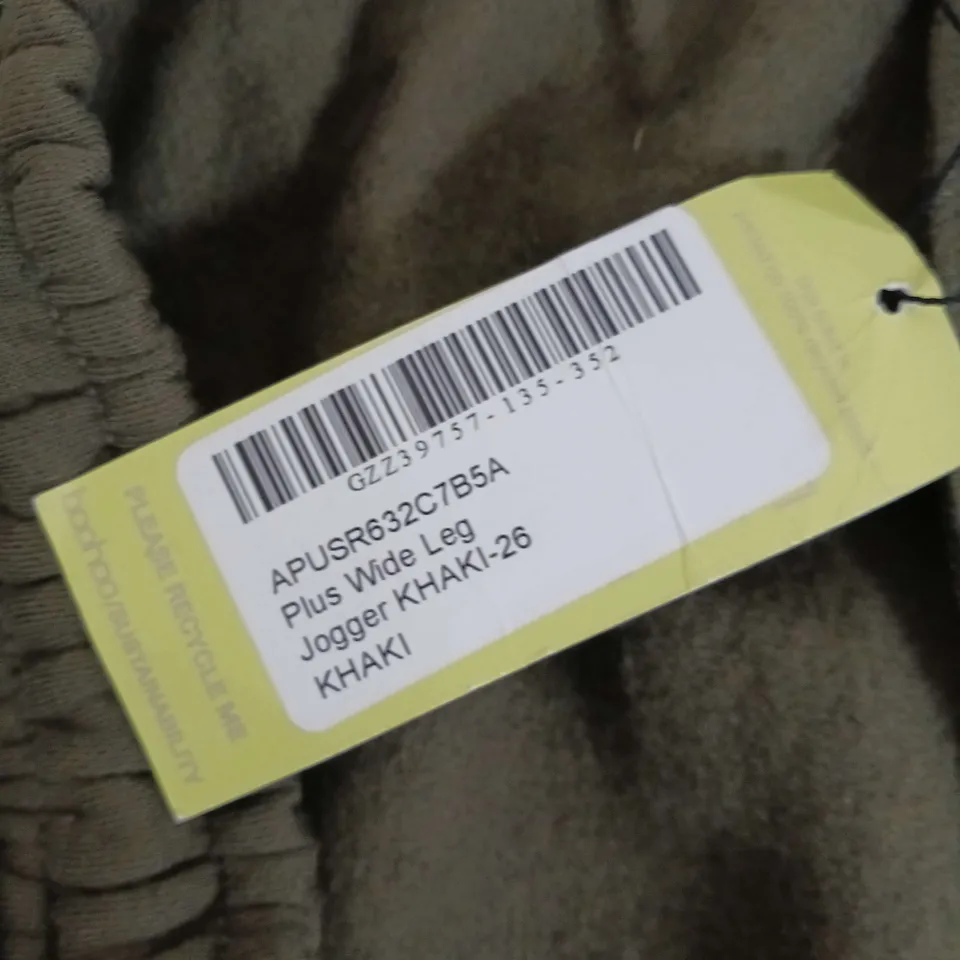 GZZ39757-135-352
APUSR632C7B5A
Plus Wide Leg
Jogger KHAKI-26
KHAKI
PLEASE RECYCLE ME
boohoo/SUSTAINABILITY